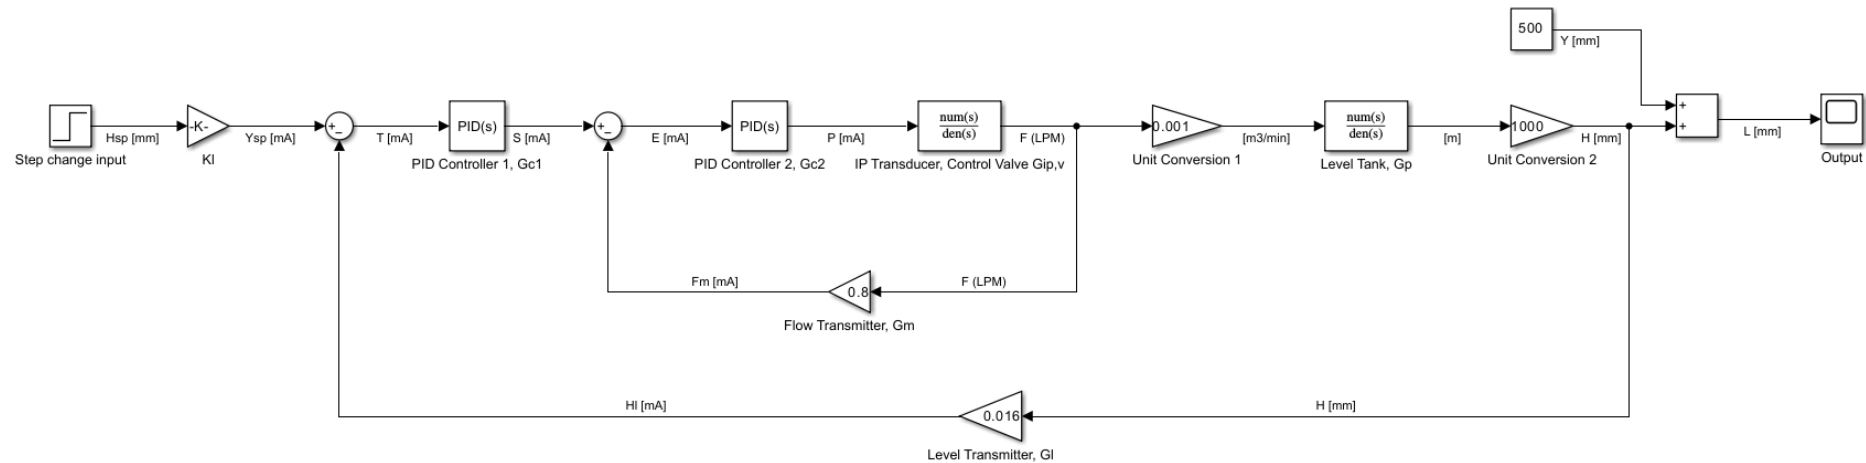 500
Y [mm]
+
+
L [mm]
Output
Step change input
Hsp [mm]
-K-
Kl
Ysp [mA]
+
−
T [mA]
PID(s)
PID Controller 1, Gc1
S [mA]
+
−
E [mA]
PID(s)
PID Controller 2, Gc2
P [mA]
num(s)
den(s)
IP Transducer, Control Valve Gip,v
F (LPM)
0.001
Unit Conversion 1
[m3/min]
num(s)
den(s)
Level Tank, Gp
[m]
1000
Unit Conversion 2
H [mm]
Fm [mA]
0.8
F (LPM)
Flow Transmitter, Gm
Hl [mA]
0.016
H [mm]
Level Transmitter, Gl